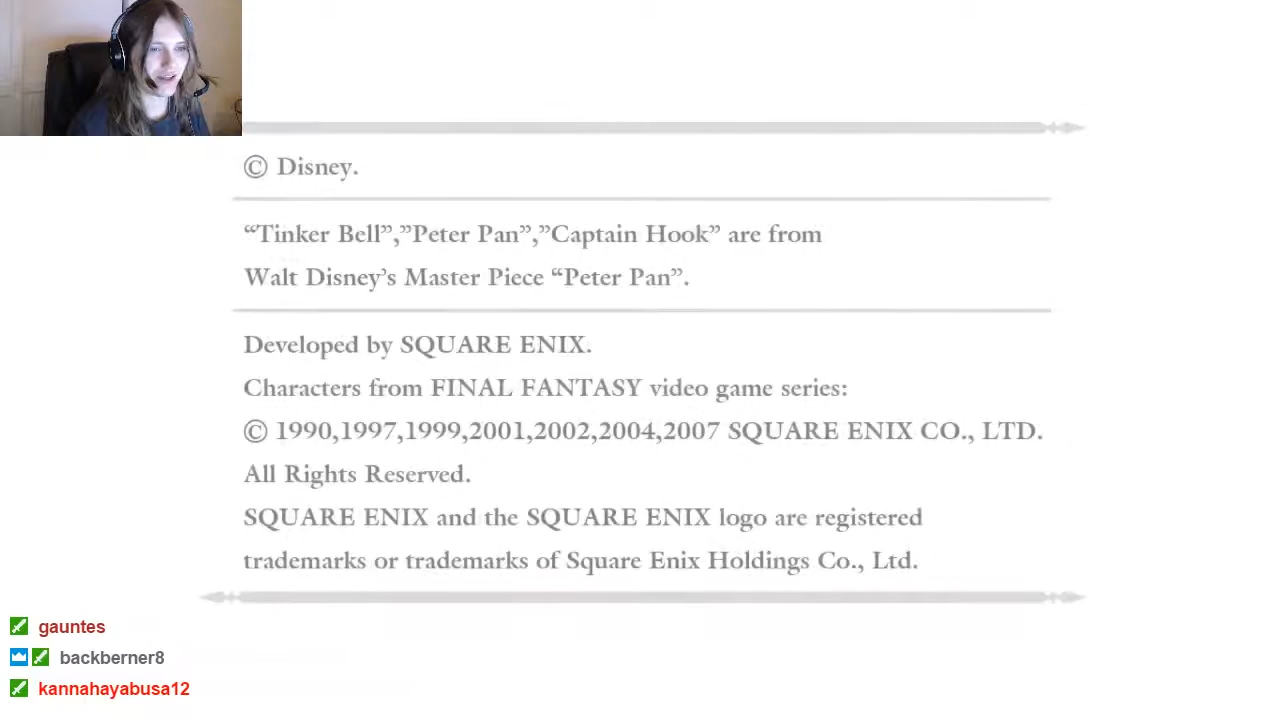 © Disney.
“Tinker Bell”,”Peter Pan”,”Captain Hook” are from
Walt Disney’s Master Piece “Peter Pan”.
Developed by SQUARE ENIX.
Characters from FINAL FANTASY video game series:
© 1990,1997,1999,2001,2002,2004,2007 SQUARE ENIX CO., LTD.
All Rights Reserved.
SQUARE ENIX and the SQUARE ENIX logo are registered
trademarks or trademarks of Square Enix Holdings Co., Ltd.
gauntes
backberner8
kannahayabusa12